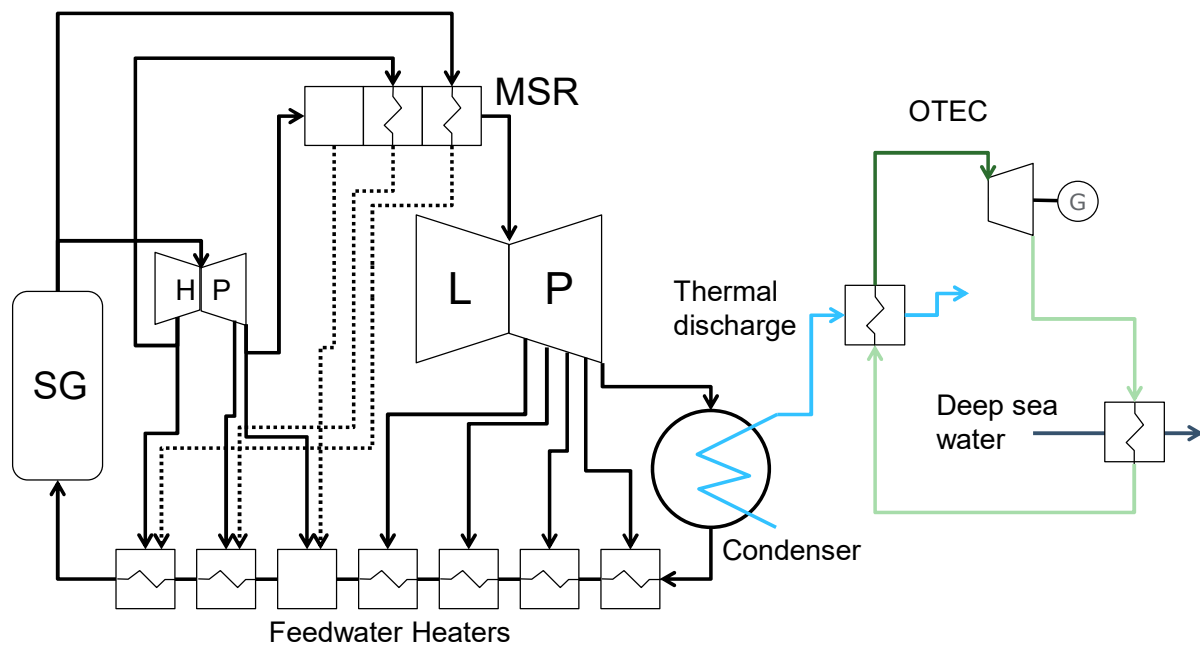 MSR
OTEC
G
H P
L P
Thermal
discharge
SG
Deep sea
water
Condenser
Feedwater Heaters